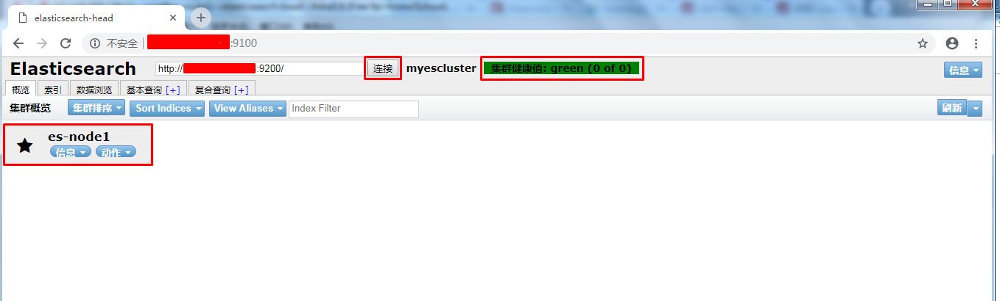 elasticsearch-head
不安全 :9100
Elasticsearch http:// :9200/ 连接 myescluster 集群健康值: green (0 of 0) 信息
概览 索引 数据浏览 基本查询 [+] 复合查询 [+]
集群概览 集群排序 Sort Indices View Aliases Index Filter 刷新
es-node1
信息 动作